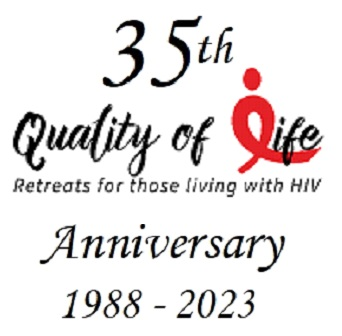 35th
Quality of Life
Retreats for those living with HIV
Anniversary
1988 - 2023